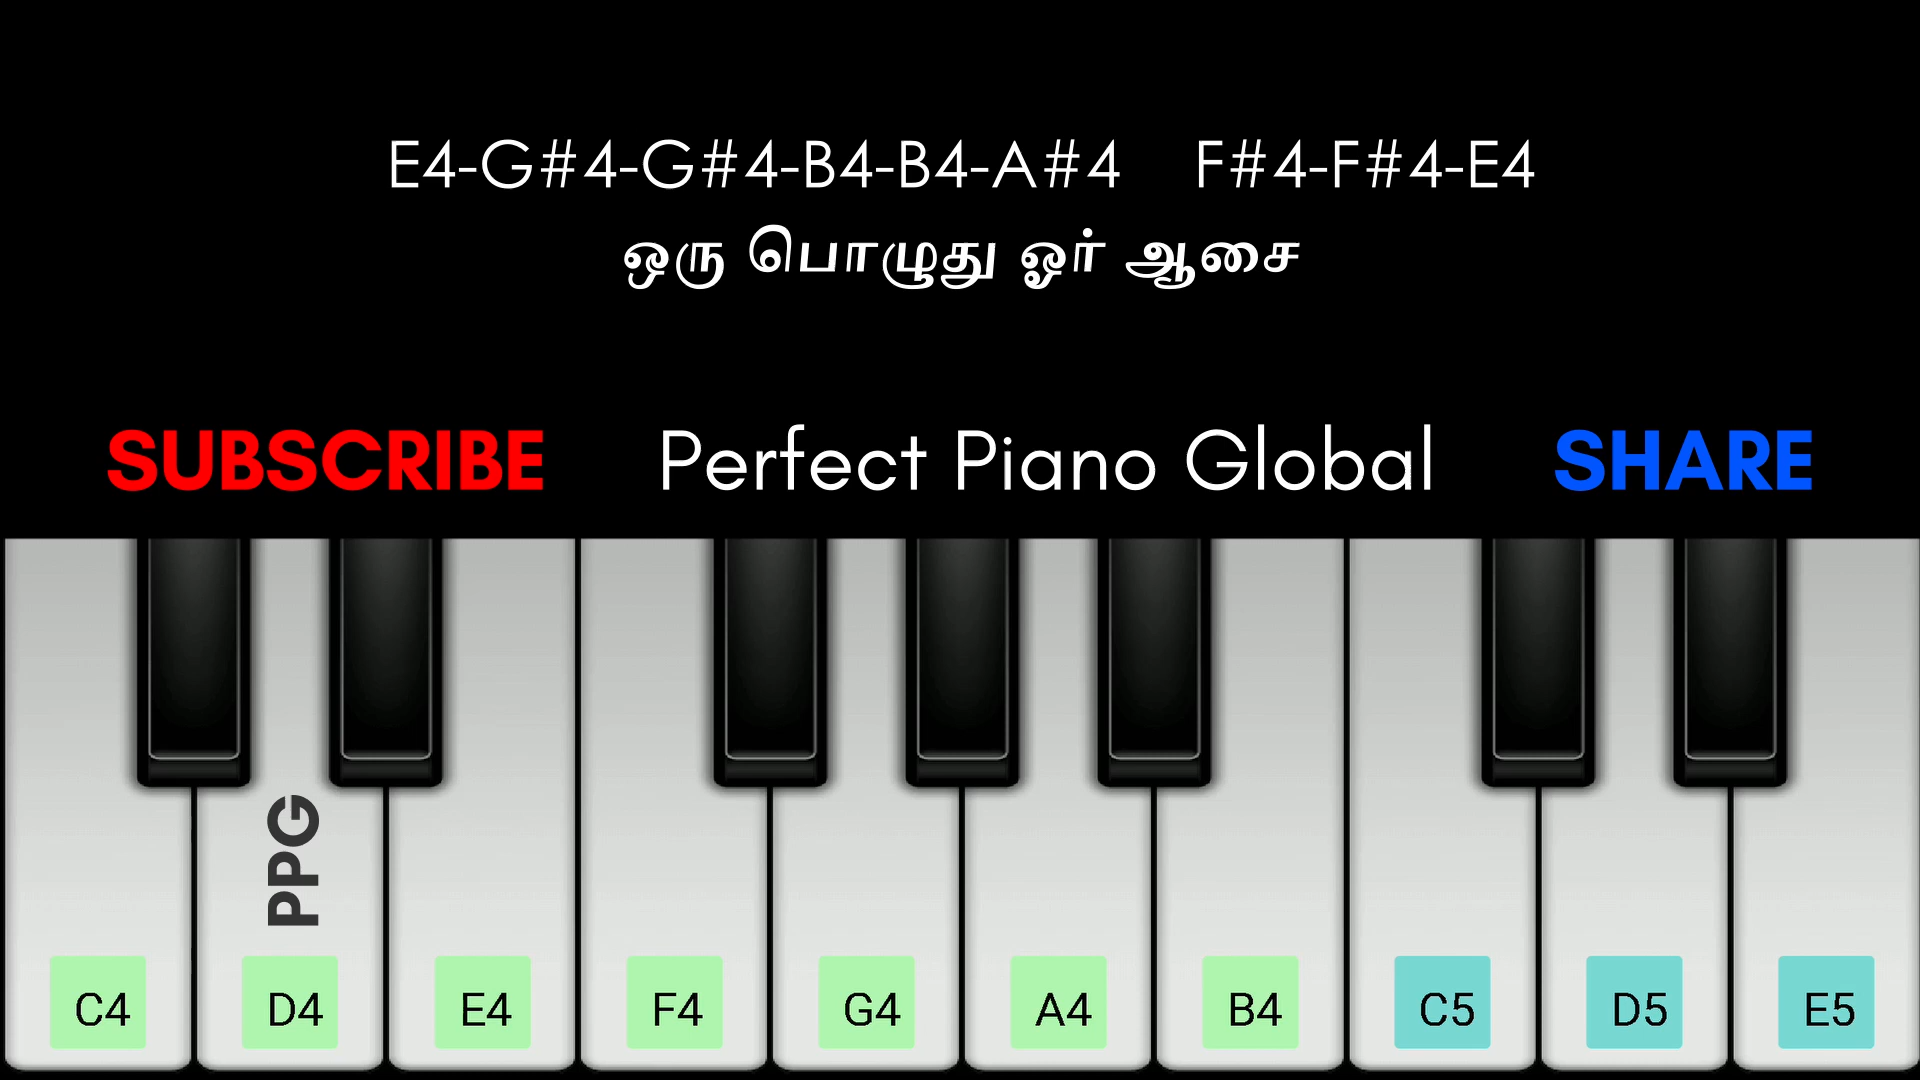 E4-G#4-G#4-B4-B4-A#4 F#4-F#4-E4
ஒரு பொழுது ஓர் ஆசை
SUBSCRIBE Perfect Piano Global SHARE
PPG
C4 D4 E4 F4 G4 A4 B4 C5 D5 E5